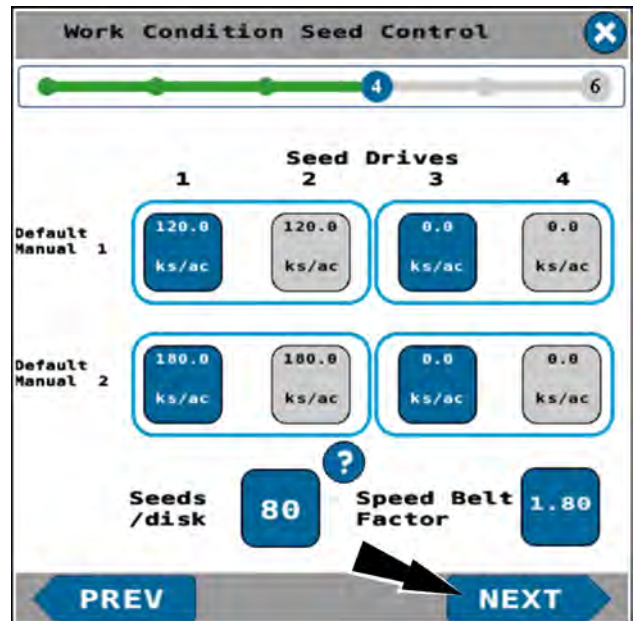 Work Condition Seed Control
4 6
Seed Drives
1 2 3 4
Default Manual 1
120.0 ks/ac
120.0 ks/ac
0.0 ks/ac
0.0 ks/ac
Default Manual 2
180.0 ks/ac
180.0 ks/ac
0.0 ks/ac
0.0 ks/ac
?
Seeds /disk
80
Speed Belt Factor
1.80
PREV
NEXT